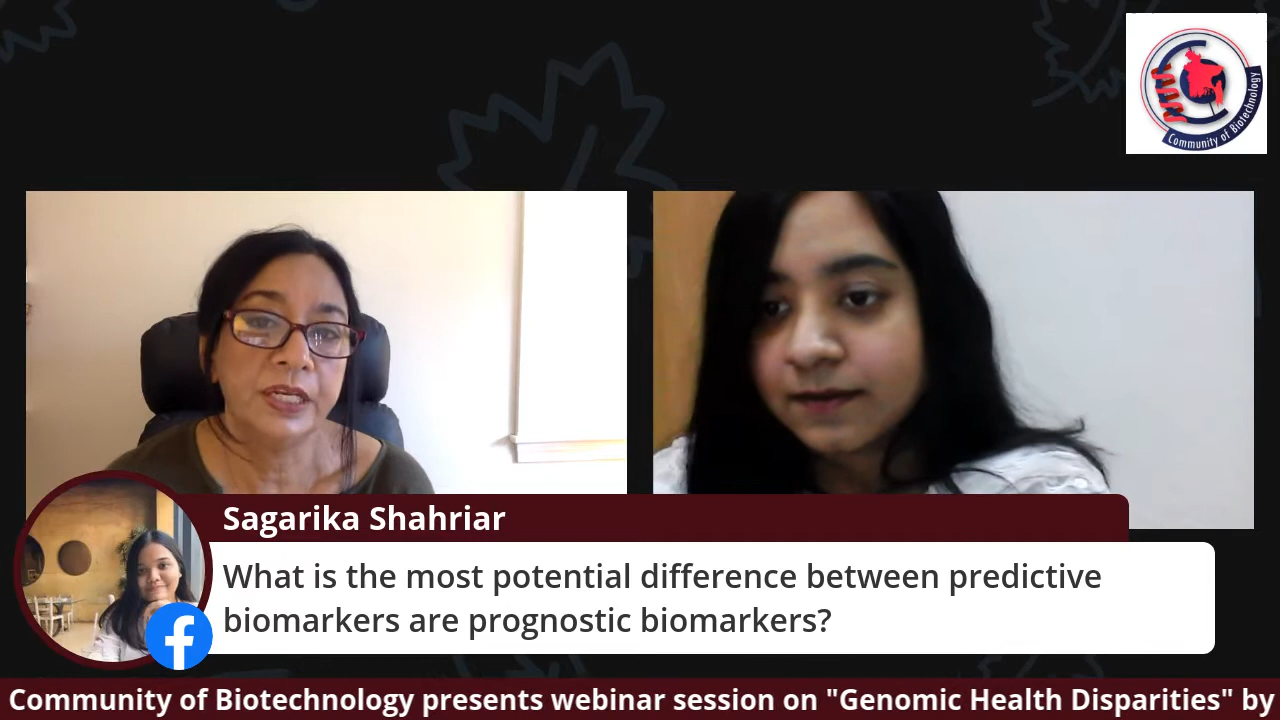 Community of Biotechnology
Sagarika Shahriar
What is the most potential difference between predictive
biomarkers are prognostic biomarkers?
Community of Biotechnology presents webinar session on "Genomic Health Disparities" by